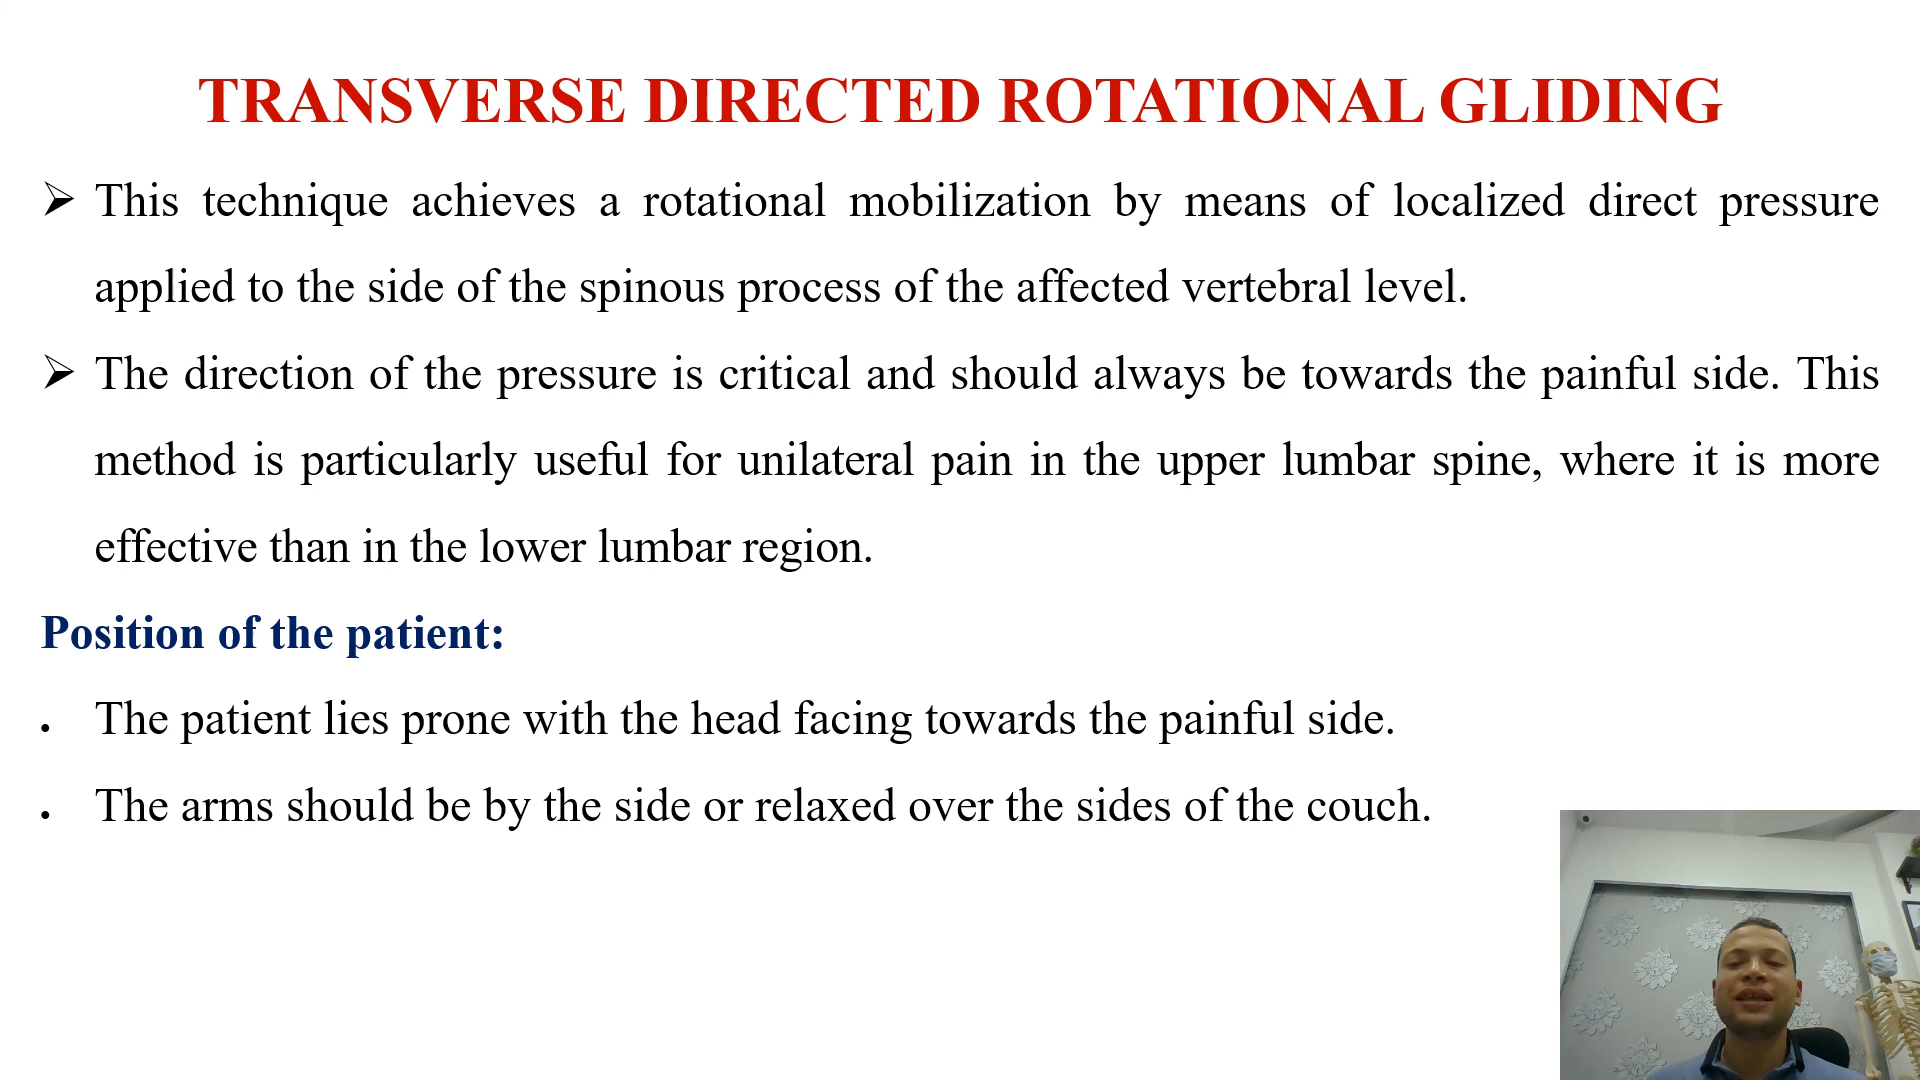 TRANSVERSE DIRECTED ROTATIONAL GLIDING
➢ This technique achieves a rotational mobilization by means of localized direct pressure
applied to the side of the spinous process of the affected vertebral level.
➢ The direction of the pressure is critical and should always be towards the painful side. This
method is particularly useful for unilateral pain in the upper lumbar spine, where it is more
effective than in the lower lumbar region.
Position of the patient:
• The patient lies prone with the head facing towards the painful side.
• The arms should be by the side or relaxed over the sides of the couch.